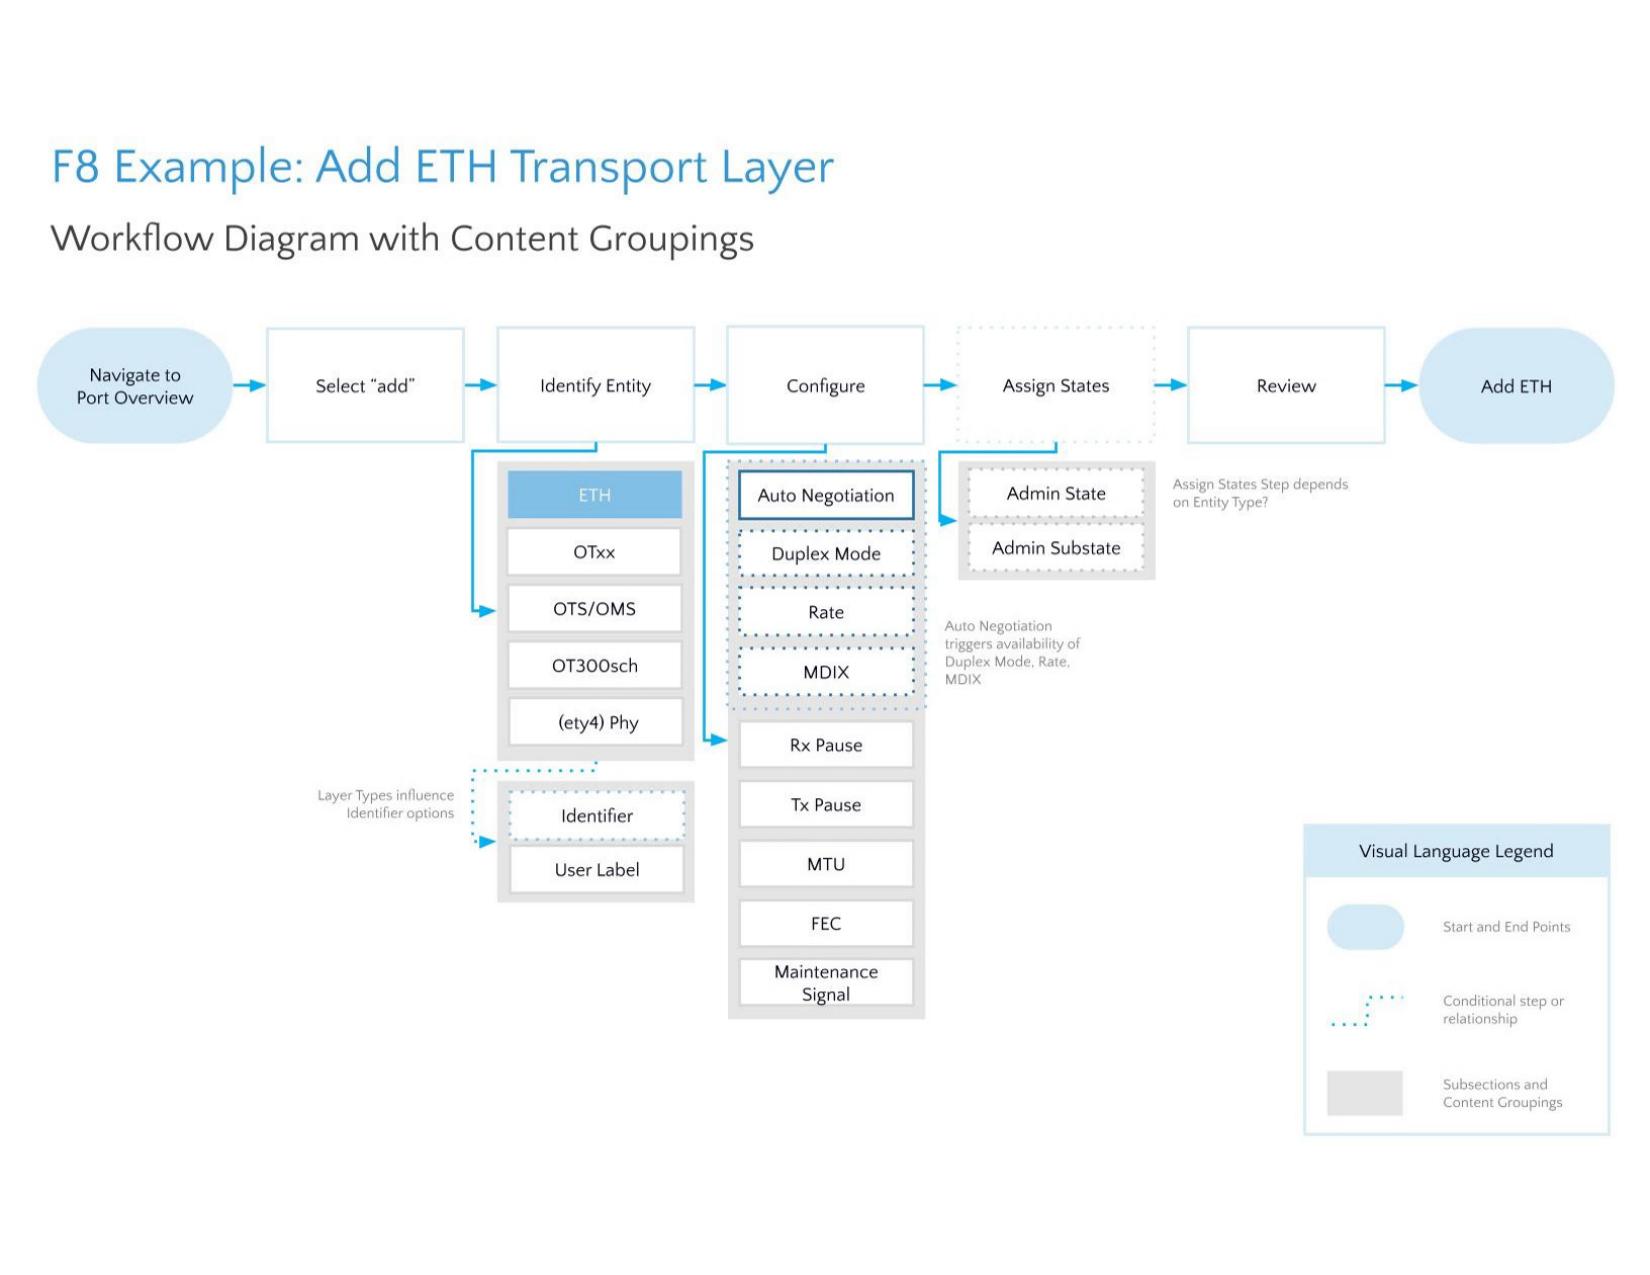 F8 Example: Add ETH Transport Layer
Workflow Diagram with Content Groupings
Navigate to
Port Overview
Select “add”
Identify Entity
Configure
Assign States
Review
Add ETH
ETH
OTxx
OTS/OMS
OT300sch
(ety4) Phy
Layer Types influence
Identifier options
Identifier
User Label
Auto Negotiation
Duplex Mode
Rate
MDIX
Rx Pause
Tx Pause
MTU
FEC
Maintenance
Signal
Auto Negotiation
triggers availability of
Duplex Mode, Rate,
MDIX
Admin State
Admin Substate
Assign States Step depends
on Entity Type?
Visual Language Legend
Start and End Points
Conditional step or
relationship
Subsections and
Content Groupings